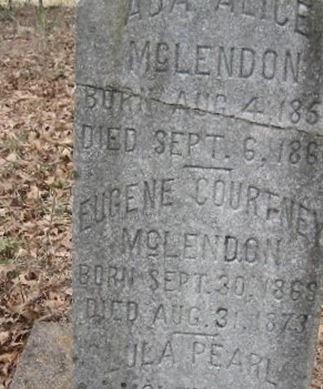 ADA ALICE
McLENDON
BORN AUG. 4, 185
DIED SEPT. 6, 186
EUGENE COURTNEY
McLENDON
BORN SEPT. 30, 1869
DIED AUG. 31, 1873
LULA PEARL